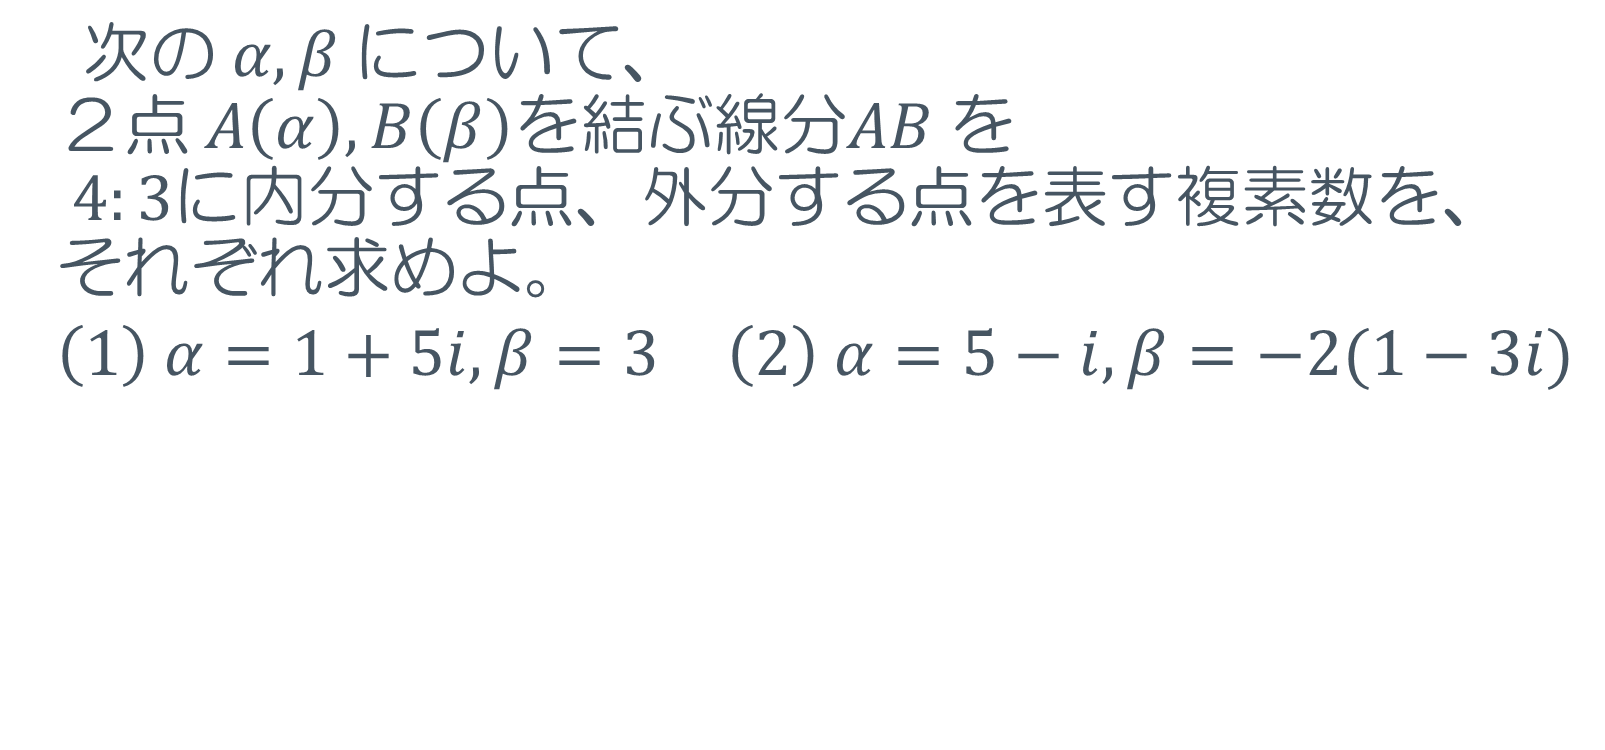 次の α, β について、
２点 A(α), B(β)を結ぶ線分AB を
4: 3に内分する点、外分する点を表す複素数を、
それぞれ求めよ。
(1) α = 1 + 5i, β = 3　(2) α = 5 − i, β = −2(1 − 3i)